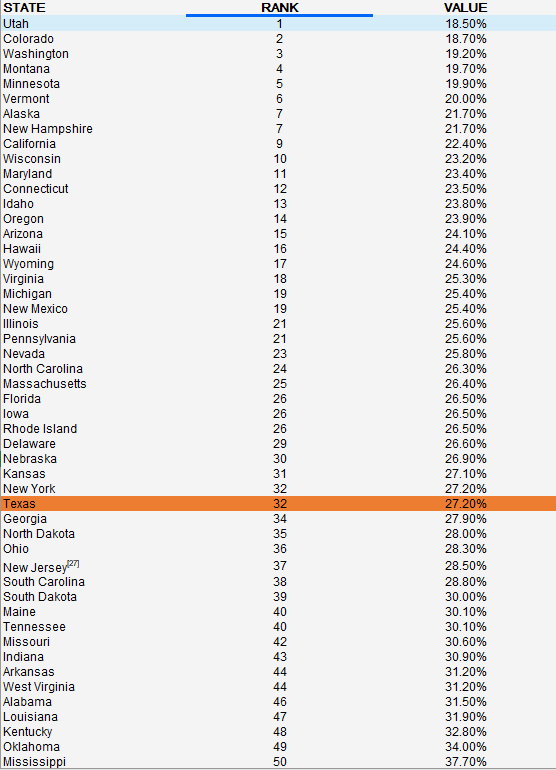 STATE RANK VALUE
Utah 1 18.50%
Colorado 2 18.70%
Washington 3 19.20%
Montana 4 19.70%
Minnesota 5 19.90%
Vermont 6 20.00%
Alaska 7 21.70%
New Hampshire 7 21.70%
California 9 22.40%
Wisconsin 10 23.20%
Maryland 11 23.40%
Connecticut 12 23.50%
Idaho 13 23.80%
Oregon 14 23.90%
Arizona 15 24.10%
Hawaii 16 24.40%
Wyoming 17 24.60%
Virginia 18 25.30%
Michigan 19 25.40%
New Mexico 19 25.40%
Illinois 21 25.60%
Pennsylvania 21 25.60%
Nevada 23 25.80%
North Carolina 24 26.30%
Massachusetts 25 26.40%
Florida 26 26.50%
Iowa 26 26.50%
Rhode Island 26 26.50%
Delaware 29 26.60%
Nebraska 30 26.90%
Kansas 31 27.10%
New York 32 27.20%
Texas 32 27.20%
Georgia 34 27.90%
North Dakota 35 28.00%
Ohio 36 28.30%
New Jersey[27] 37 28.50%
South Carolina 38 28.80%
South Dakota 39 30.00%
Maine 40 30.10%
Tennessee 40 30.10%
Missouri 42 30.60%
Indiana 43 30.90%
Arkansas 44 31.20%
West Virginia 44 31.20%
Alabama 46 31.50%
Louisiana 47 31.90%
Kentucky 48 32.80%
Oklahoma 49 34.00%
Mississippi 50 37.70%